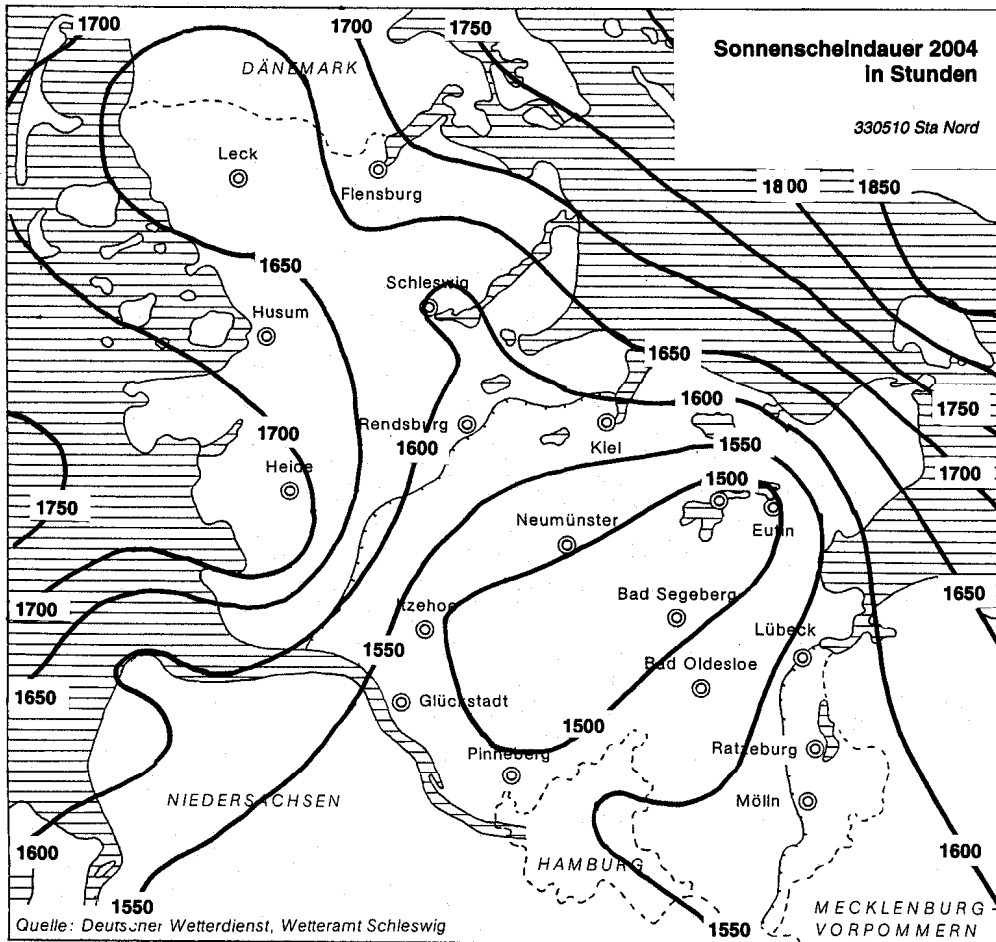 1700
1700
1750
Sonnenscheindauer 2004
in Stunden
330510 Sta Nord
DÄNEMARK
Leck
Flensburg
1800
1850
1650
Schleswig
Husum
1650
1600
1750
1700
Rendsburg
1600
Kiel
1550
1700
Heide
1500
1750
Neumünster
Eutin
1700
Itzehoe
Bad Segeberg
1650
Lübeck
1550
Bad Oldesloe
1650
Glückstadt
1500
Pinneberg
Ratzeburg
NIEDERSACHSEN
Mölln
1600
1600
HAMBURG
1550
1550
MECKLENBURG-
VORPOMMERN
Quelle: Deutscher Wetterdienst, Wetteramt Schleswig